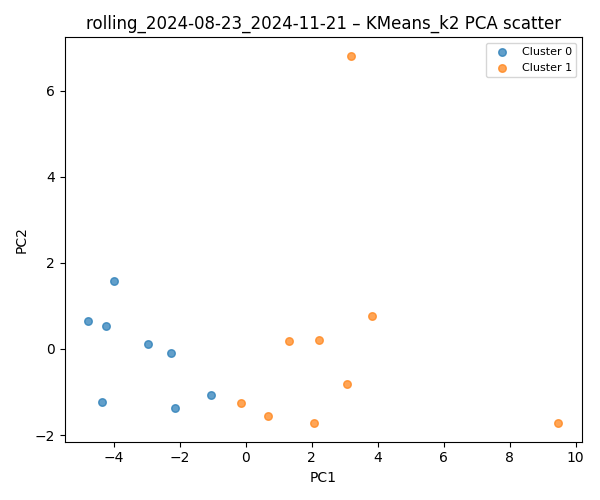 rolling_2024-08-23_2024-11-21 – KMeans_k2 PCA scatter
Cluster 0
Cluster 1
6
4
2
0
−2
PC2
−4
−2
0
2
4
6
8
10
PC1